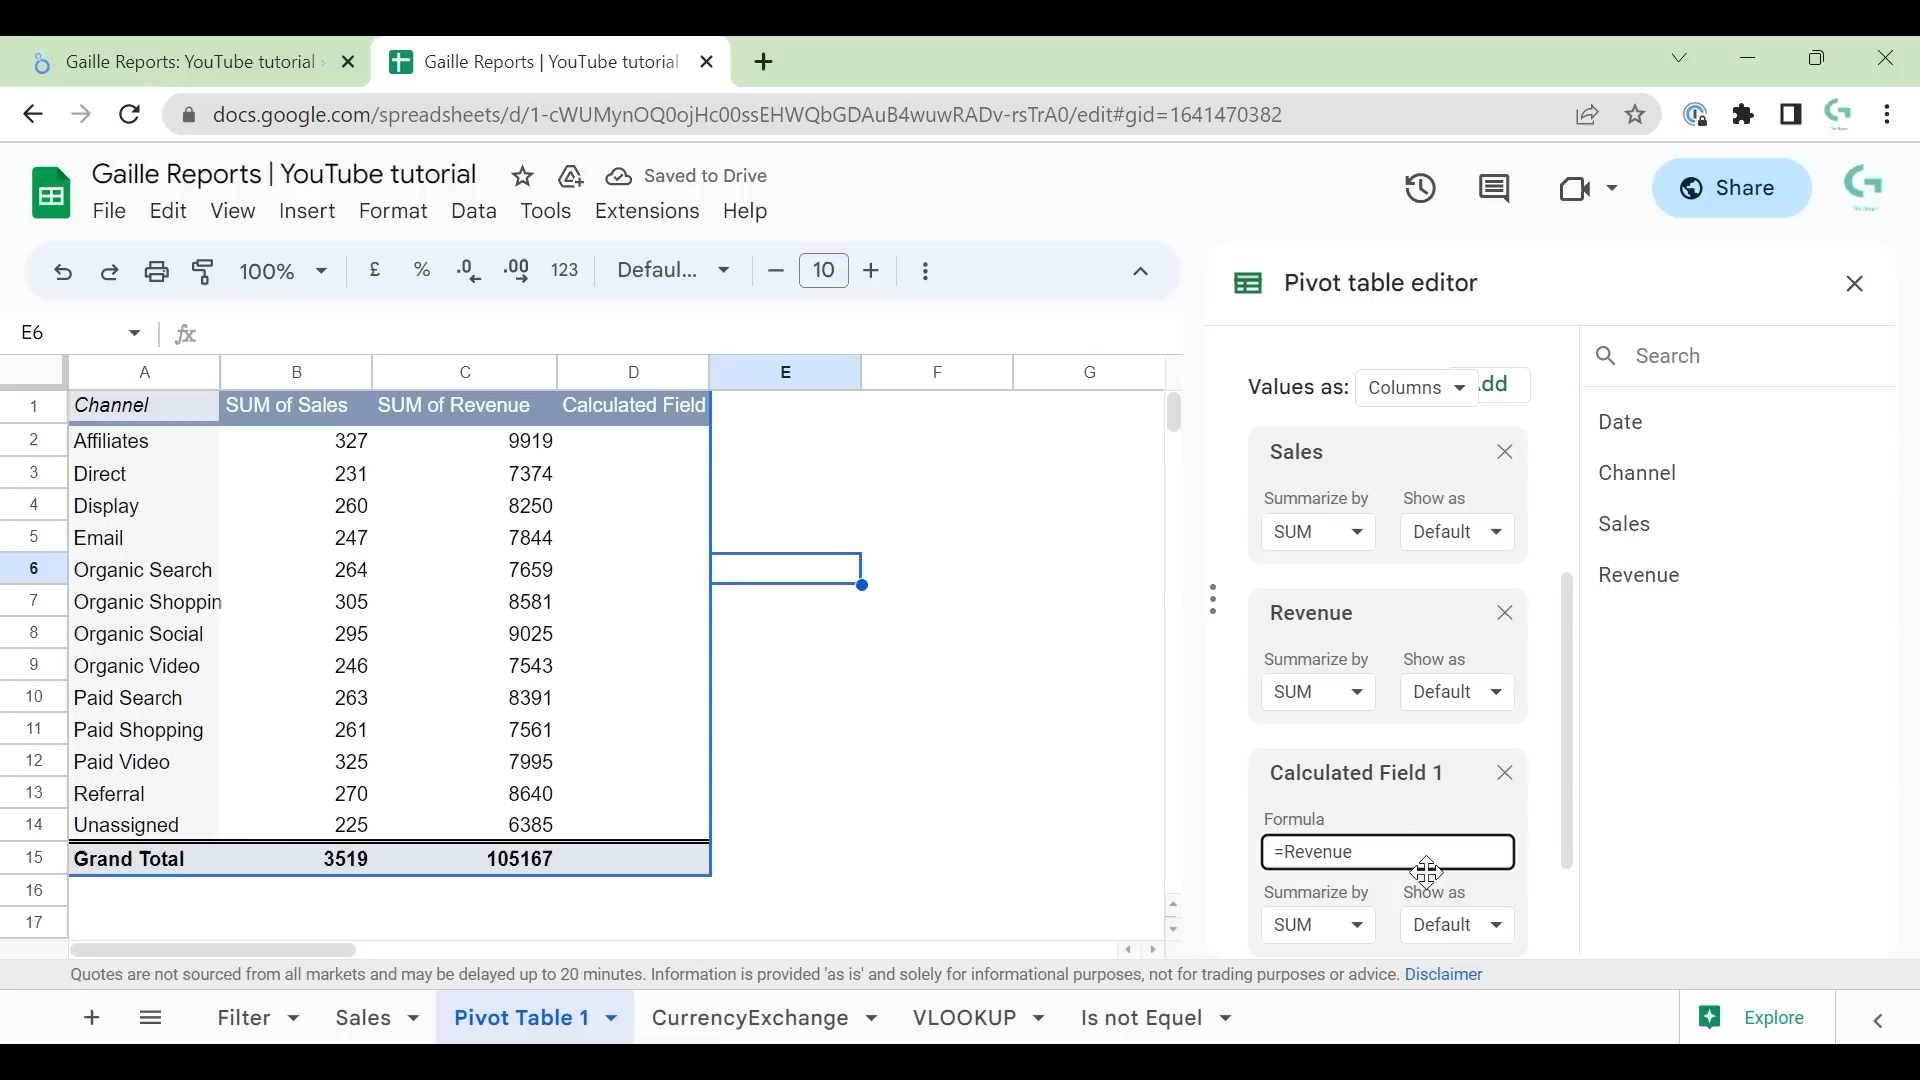 Gaille Reports: YouTube tutorial
Gaille Reports | YouTube tutorial
docs.google.com/spreadsheets/d/1-cWUMynOQ0ojHc00ssEHWQbGDAuB4wuwRADv-rsTrA0/edit#gid=1641470382
Gaille Reports | YouTube tutorial
Saved to Drive
File Edit View Insert Format Data Tools Extensions Help
Share
100% £ % .0 .00 123 Defaul... 10
Pivot table editor
E6
Search
A B C D E F G
Values as: Columns dd
1 Channel SUM of Sales SUM of Revenue Calculated Field
2 Affiliates 327 9919
3 Direct 231 7374
4 Display 260 8250
5 Email 247 7844
6 Organic Search 264 7659
7 Organic Shoppin 305 8581
8 Organic Social 295 9025
9 Organic Video 246 7543
10 Paid Search 263 8391
11 Paid Shopping 261 7561
12 Paid Video 325 7995
13 Referral 270 8640
14 Unassigned 225 6385
15 Grand Total 3519 105167
16
17
Sales
Summarize by Show as
SUM Default
Revenue
Summarize by Show as
SUM Default
Calculated Field 1
Formula
=Revenue
Summarize by Show as
SUM Default
Date
Channel
Sales
Revenue
Quotes are not sourced from all markets and may be delayed up to 20 minutes. Information is provided 'as is' and solely for informational purposes, not for trading purposes or advice. Disclaimer
Filter Sales Pivot Table 1 CurrencyExchange VLOOKUP Is not Equel Explore